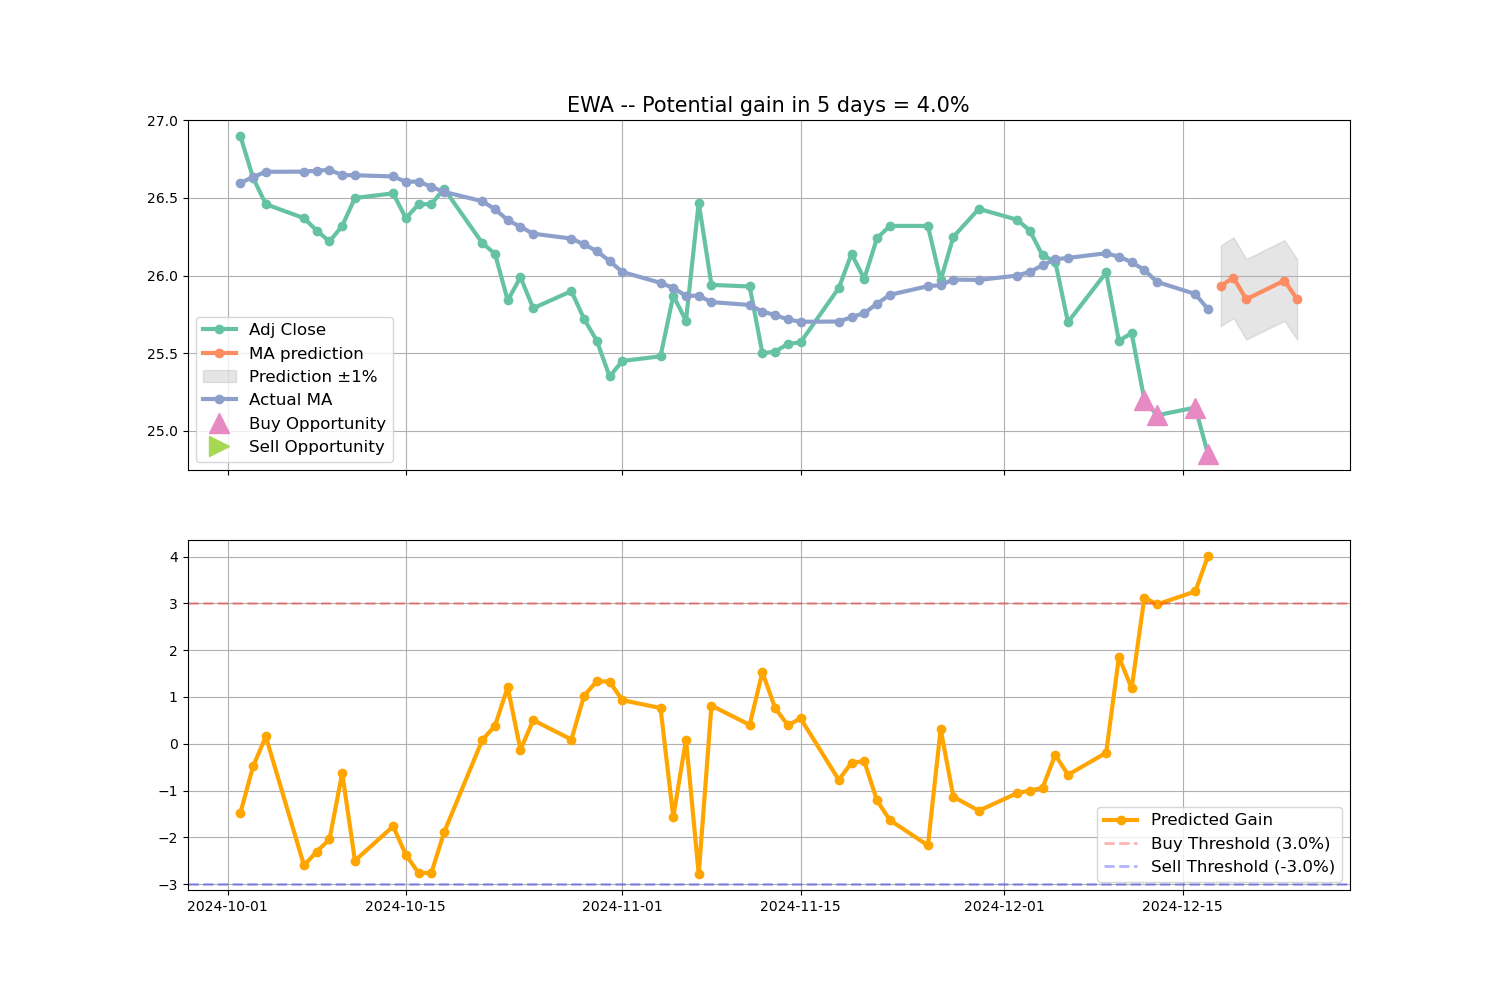 EWA -- Potential gain in 5 days = 4.0%
27.0
26.5
26.0
25.5
25.0
Adj Close
MA prediction
Prediction ±1%
Actual MA
Buy Opportunity
Sell Opportunity
4
3
2
1
0
−1
−2
−3
Predicted Gain
Buy Threshold (3.0%)
Sell Threshold (-3.0%)
2024-10-01 2024-10-15 2024-11-01 2024-11-15 2024-12-01 2024-12-15